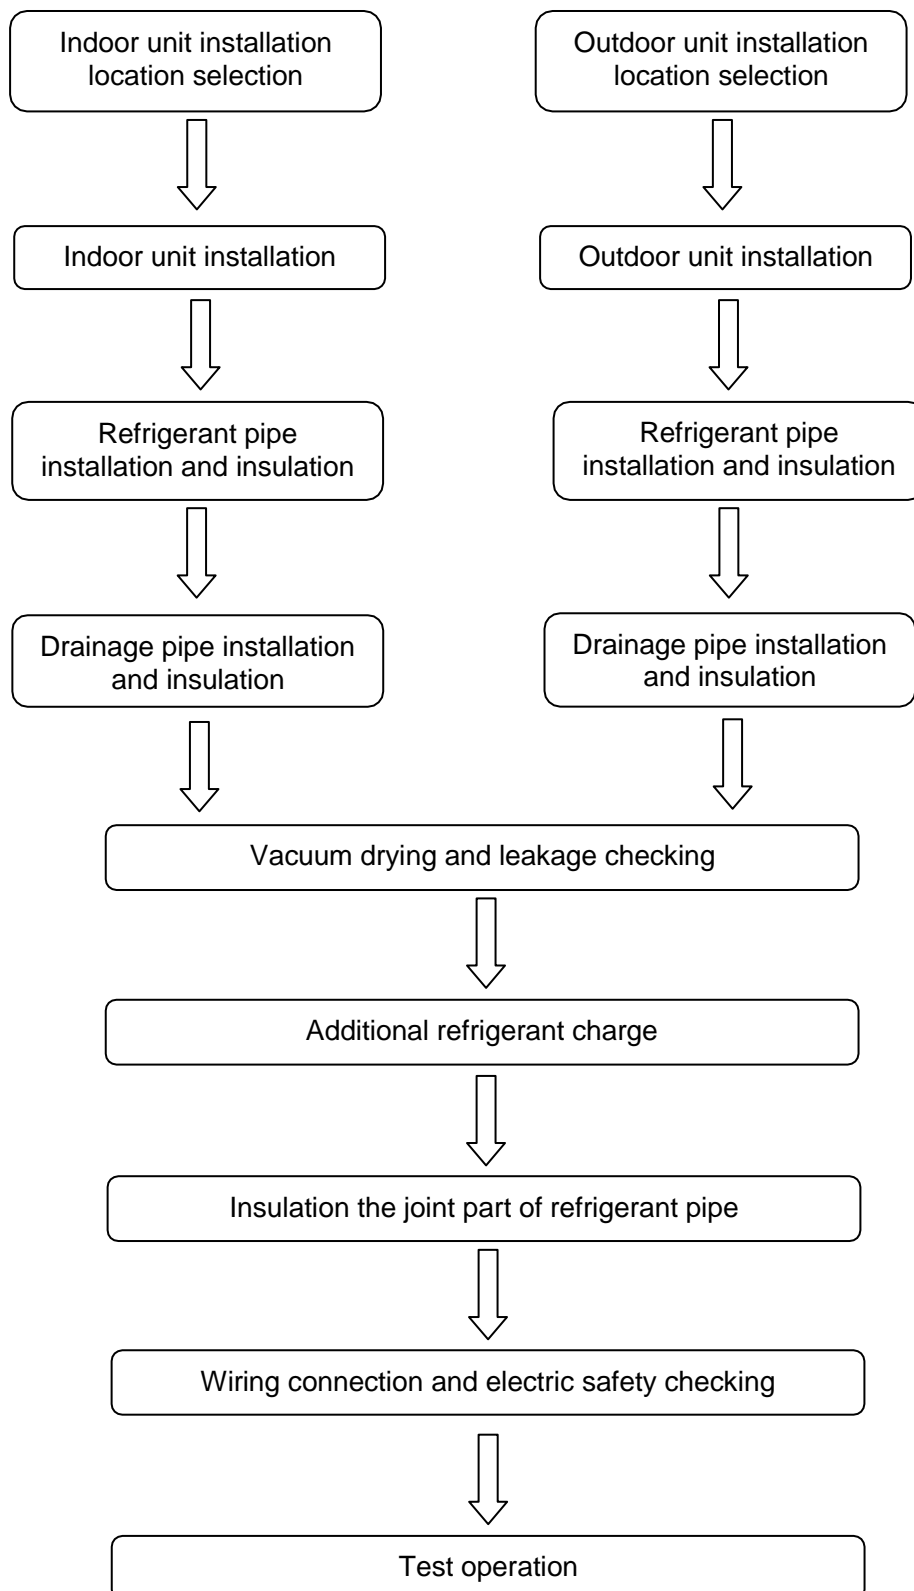 Indoor unit installation
location selection
Outdoor unit installation
location selection
Indoor unit installation
Outdoor unit installation
Refrigerant pipe
installation and insulation
Refrigerant pipe
installation and insulation
Drainage pipe installation
and insulation
Drainage pipe installation
and insulation
Vacuum drying and leakage checking
Additional refrigerant charge
Insulation the joint part of refrigerant pipe
Wiring connection and electric safety checking
Test operation